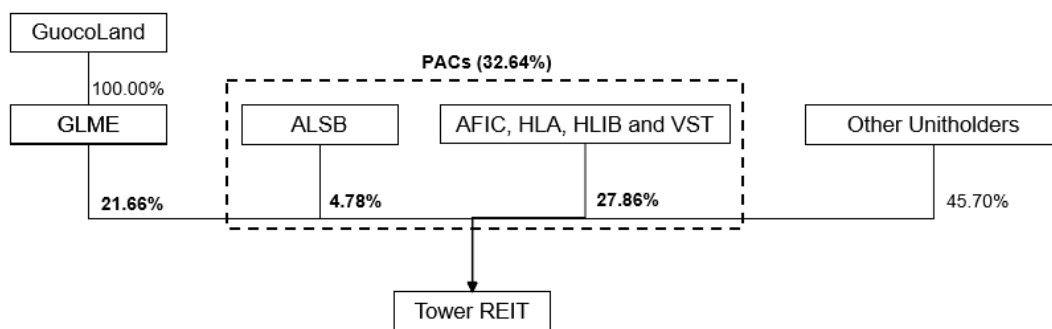 GuocoLand
PACs (32.64%)
100.00%
GLME
ALSB
AFIC, HLA, HLIB and VST
Other Unitholders
21.66%
4.78%
27.86%
45.70%
Tower REIT